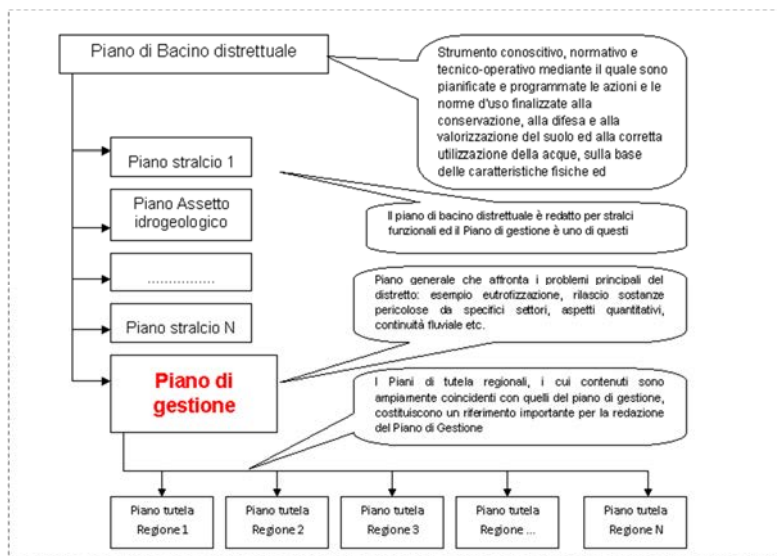 Piano di Bacino distrettuale
Strumento conoscitivo, normativo e
tecnico-operativo mediante il quale sono
pianificate e programmate le azioni e le
norme d'uso finalizzate alla
conservazione, alla difesa e alla
valorizzazione del suolo ed alla corretta
utilizzazione della acque, sulla base
delle caratteristiche fisiche ed
Piano stralcio 1
Piano Assetto
idrogeologico
Il piano di bacino distrettuale è redatto per stralci
funzionali ed il Piano di gestione è uno di questi
................
Piano generale che affronta i problemi principali del
distretto: esempio eutrofizzazione, rilascio sostanze
pericolose da specifici settori, aspetti quantitativi,
continuità fluviale etc.
Piano stralcio N
Piano di
gestione
I Piani di tutela regionali, i cui contenuti sono
ampiamente coincidenti con quelli del piano di gestione,
costituiscono un riferimento importante per la redazione
del Piano di Gestione
Piano tutela
Regione 1
Piano tutela
Regione 2
Piano tutela
Regione 3
Piano tutela
Regione ...
Piano tutela
Regione N